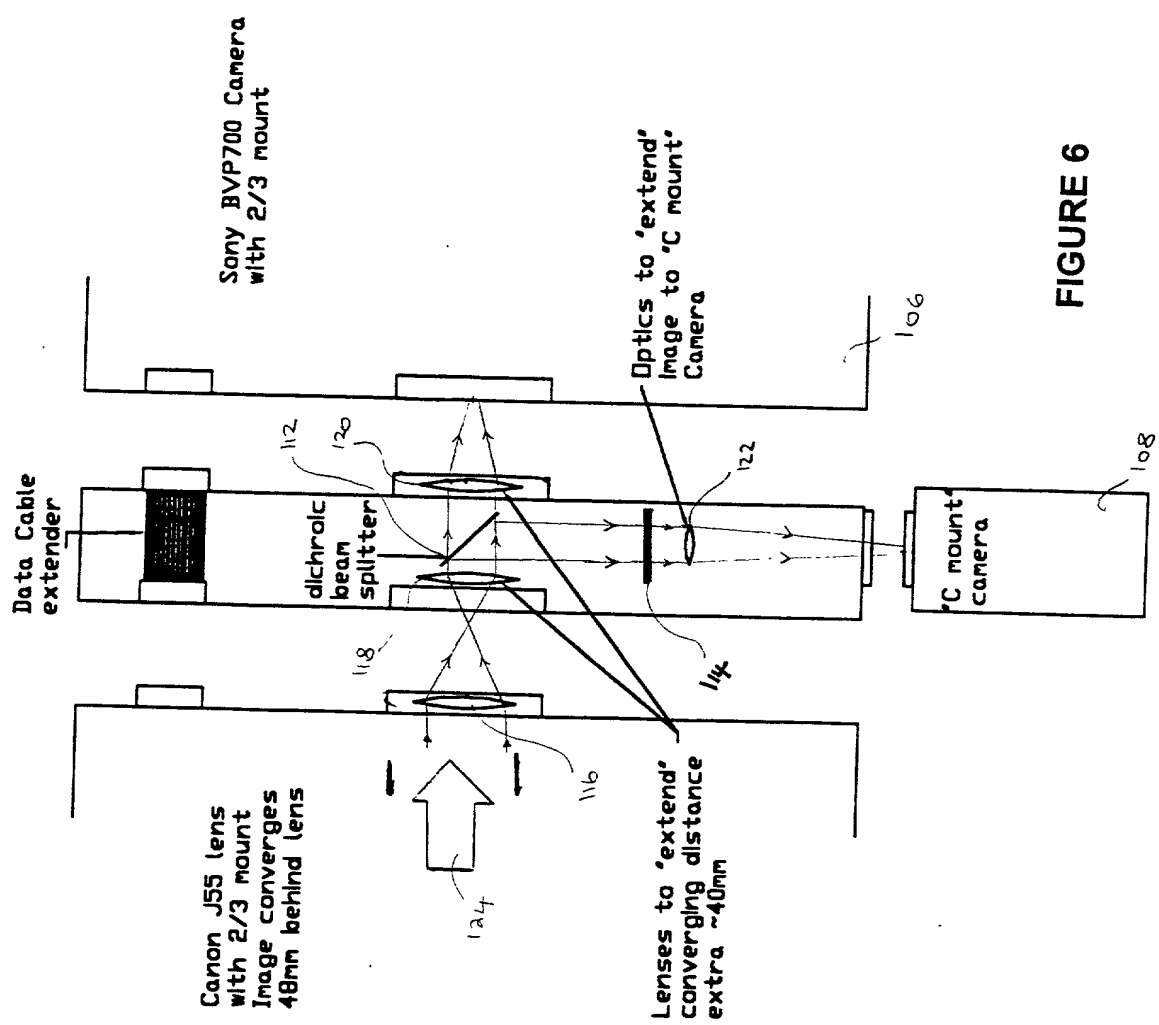 Sony BVP700 Camera
with 2/3 mount
Data Cable
extender
Canon J55 lens
with 2/3 mount
Image converges
48mm behind lens
dichroic
beam
splitter
112
120
118
116
124
114
122
Optics to 'extend'
Image to 'C mount'
Camera
106
Lenses to 'extend'
converging distance
extra ~40mm
'C mount'
camera
108
FIGURE 6